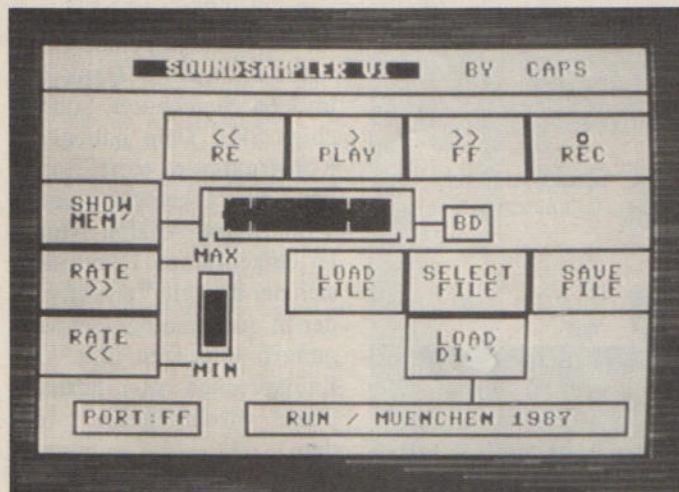 SOUNDSAMPLER V1 BY CAPS
<< RE
> PLAY
>> FF
o REC
SHOW MEM'
BD
RATE >>
MAX
LOAD FILE
SELECT FILE
SAVE FILE
RATE <<
MIN
LOAD
PORT:FF
RUN / MUENCHEN 1987